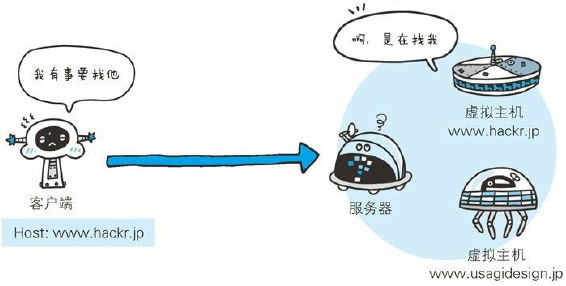 我有事要找他
啊,是在找我
客户端
Host: www.hackr.jp
服务器
虚拟主机
www.hackr.jp
虚拟主机
www.usagidesign.jp